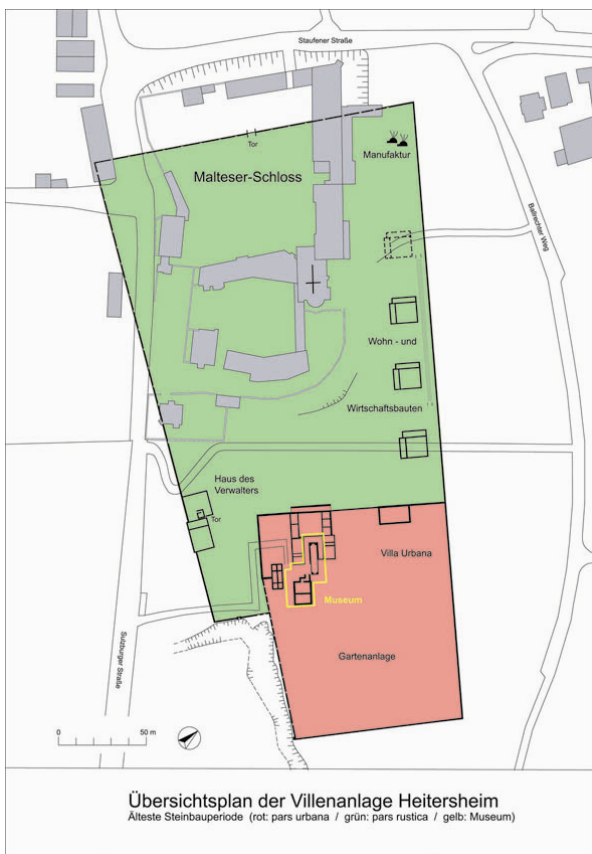 Staufener Straße
Tor
Manufaktur
Malteser-Schloss
Ballrechter Weg
Wohn - und
Wirtschaftsbauten
Haus des
Verwalters
Tor
Villa Urbana
Museum
Gartenanlage
Sulzburger Straße
0 50 m
Übersichtsplan der Villenanlage Heitersheim
Älteste Steinbauperiode (rot: pars urbana / grün: pars rustica / gelb: Museum)